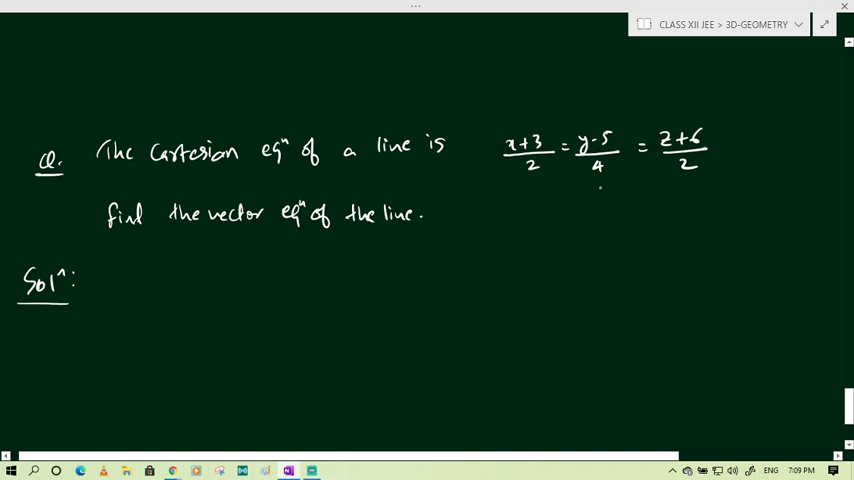 CLASS XII JEE > 3D-GEOMETRY
Q. The Cartesian eqⁿ of a line is x+3/2 = y-5/4 = z+6/2
find the vector eqⁿ of the line.
Solⁿ:
ENG 7:09 PM